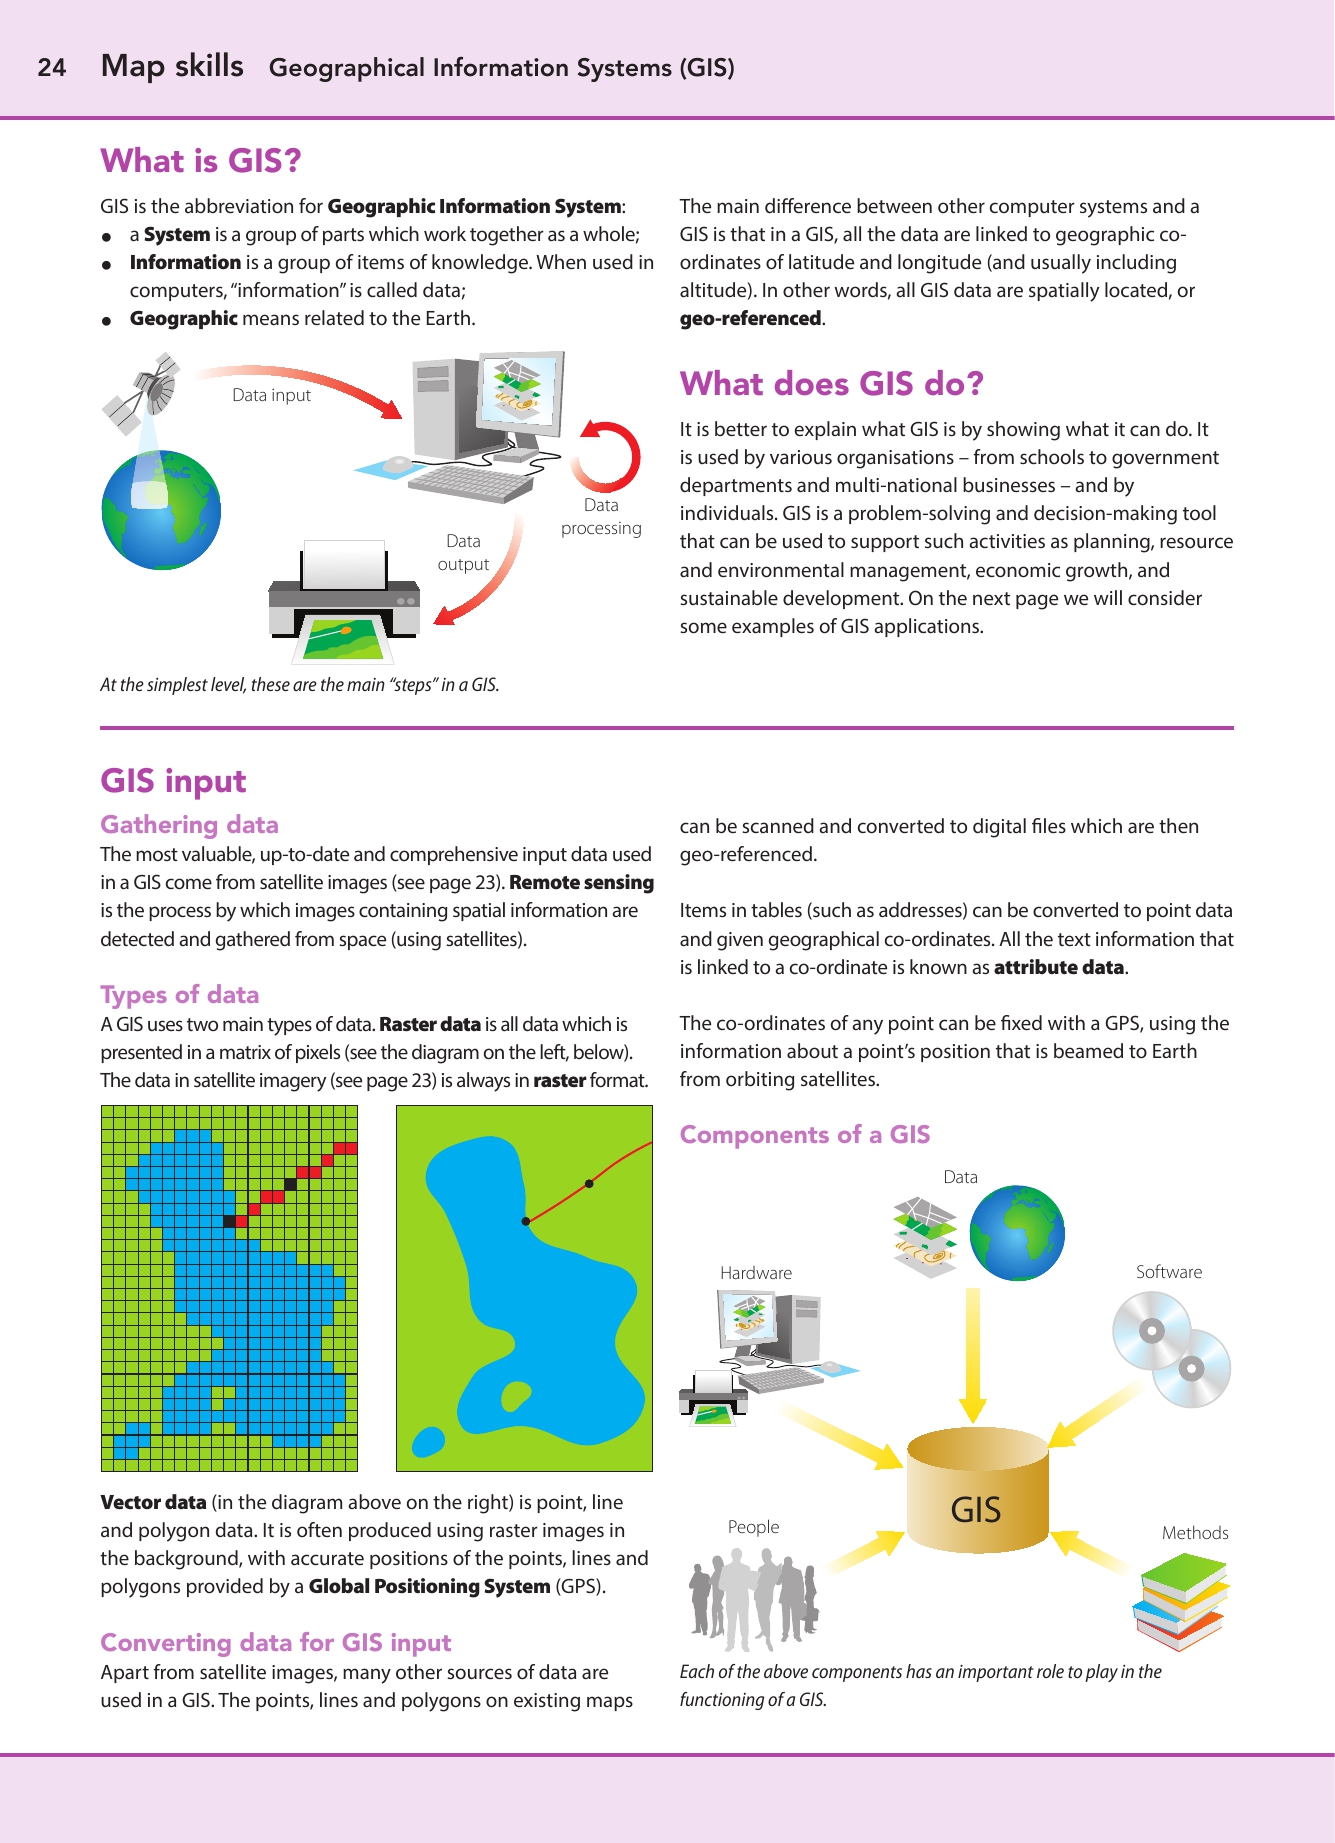 24 Map skills Geographical Information Systems (GIS)
What is GIS?
GIS is the abbreviation for Geographic Information System:
● a System is a group of parts which work together as a whole;
● Information is a group of items of knowledge. When used in
computers, “information” is called data;
● Geographic means related to the Earth.
Data input
Data
processing
Data
output
At the simplest level, these are the main “steps” in a GIS.
The main difference between other computer systems and a
GIS is that in a GIS, all the data are linked to geographic co-
ordinates of latitude and longitude (and usually including
altitude). In other words, all GIS data are spatially located, or
geo-referenced.
What does GIS do?
It is better to explain what GIS is by showing what it can do. It
is used by various organisations – from schools to government
departments and multi-national businesses – and by
individuals. GIS is a problem-solving and decision-making tool
that can be used to support such activities as planning, resource
and environmental management, economic growth, and
sustainable development. On the next page we will consider
some examples of GIS applications.
GIS input
Gathering data
The most valuable, up-to-date and comprehensive input data used
in a GIS come from satellite images (see page 23). Remote sensing
is the process by which images containing spatial information are
detected and gathered from space (using satellites).
Types of data
A GIS uses two main types of data. Raster data is all data which is
presented in a matrix of pixels (see the diagram on the left, below).
The data in satellite imagery (see page 23) is always in raster format.
Vector data (in the diagram above on the right) is point, line
and polygon data. It is often produced using raster images in
the background, with accurate positions of the points, lines and
polygons provided by a Global Positioning System (GPS).
Converting data for GIS input
Apart from satellite images, many other sources of data are
used in a GIS. The points, lines and polygons on existing maps
can be scanned and converted to digital files which are then
geo-referenced.
Items in tables (such as addresses) can be converted to point data
and given geographical co-ordinates. All the text information that
is linked to a co-ordinate is known as attribute data.
The co-ordinates of any point can be fixed with a GPS, using the
information about a point’s position that is beamed to Earth
from orbiting satellites.
Components of a GIS
Data
Hardware
Software
GIS
People
Methods
Each of the above components has an important role to play in the
functioning of a GIS.